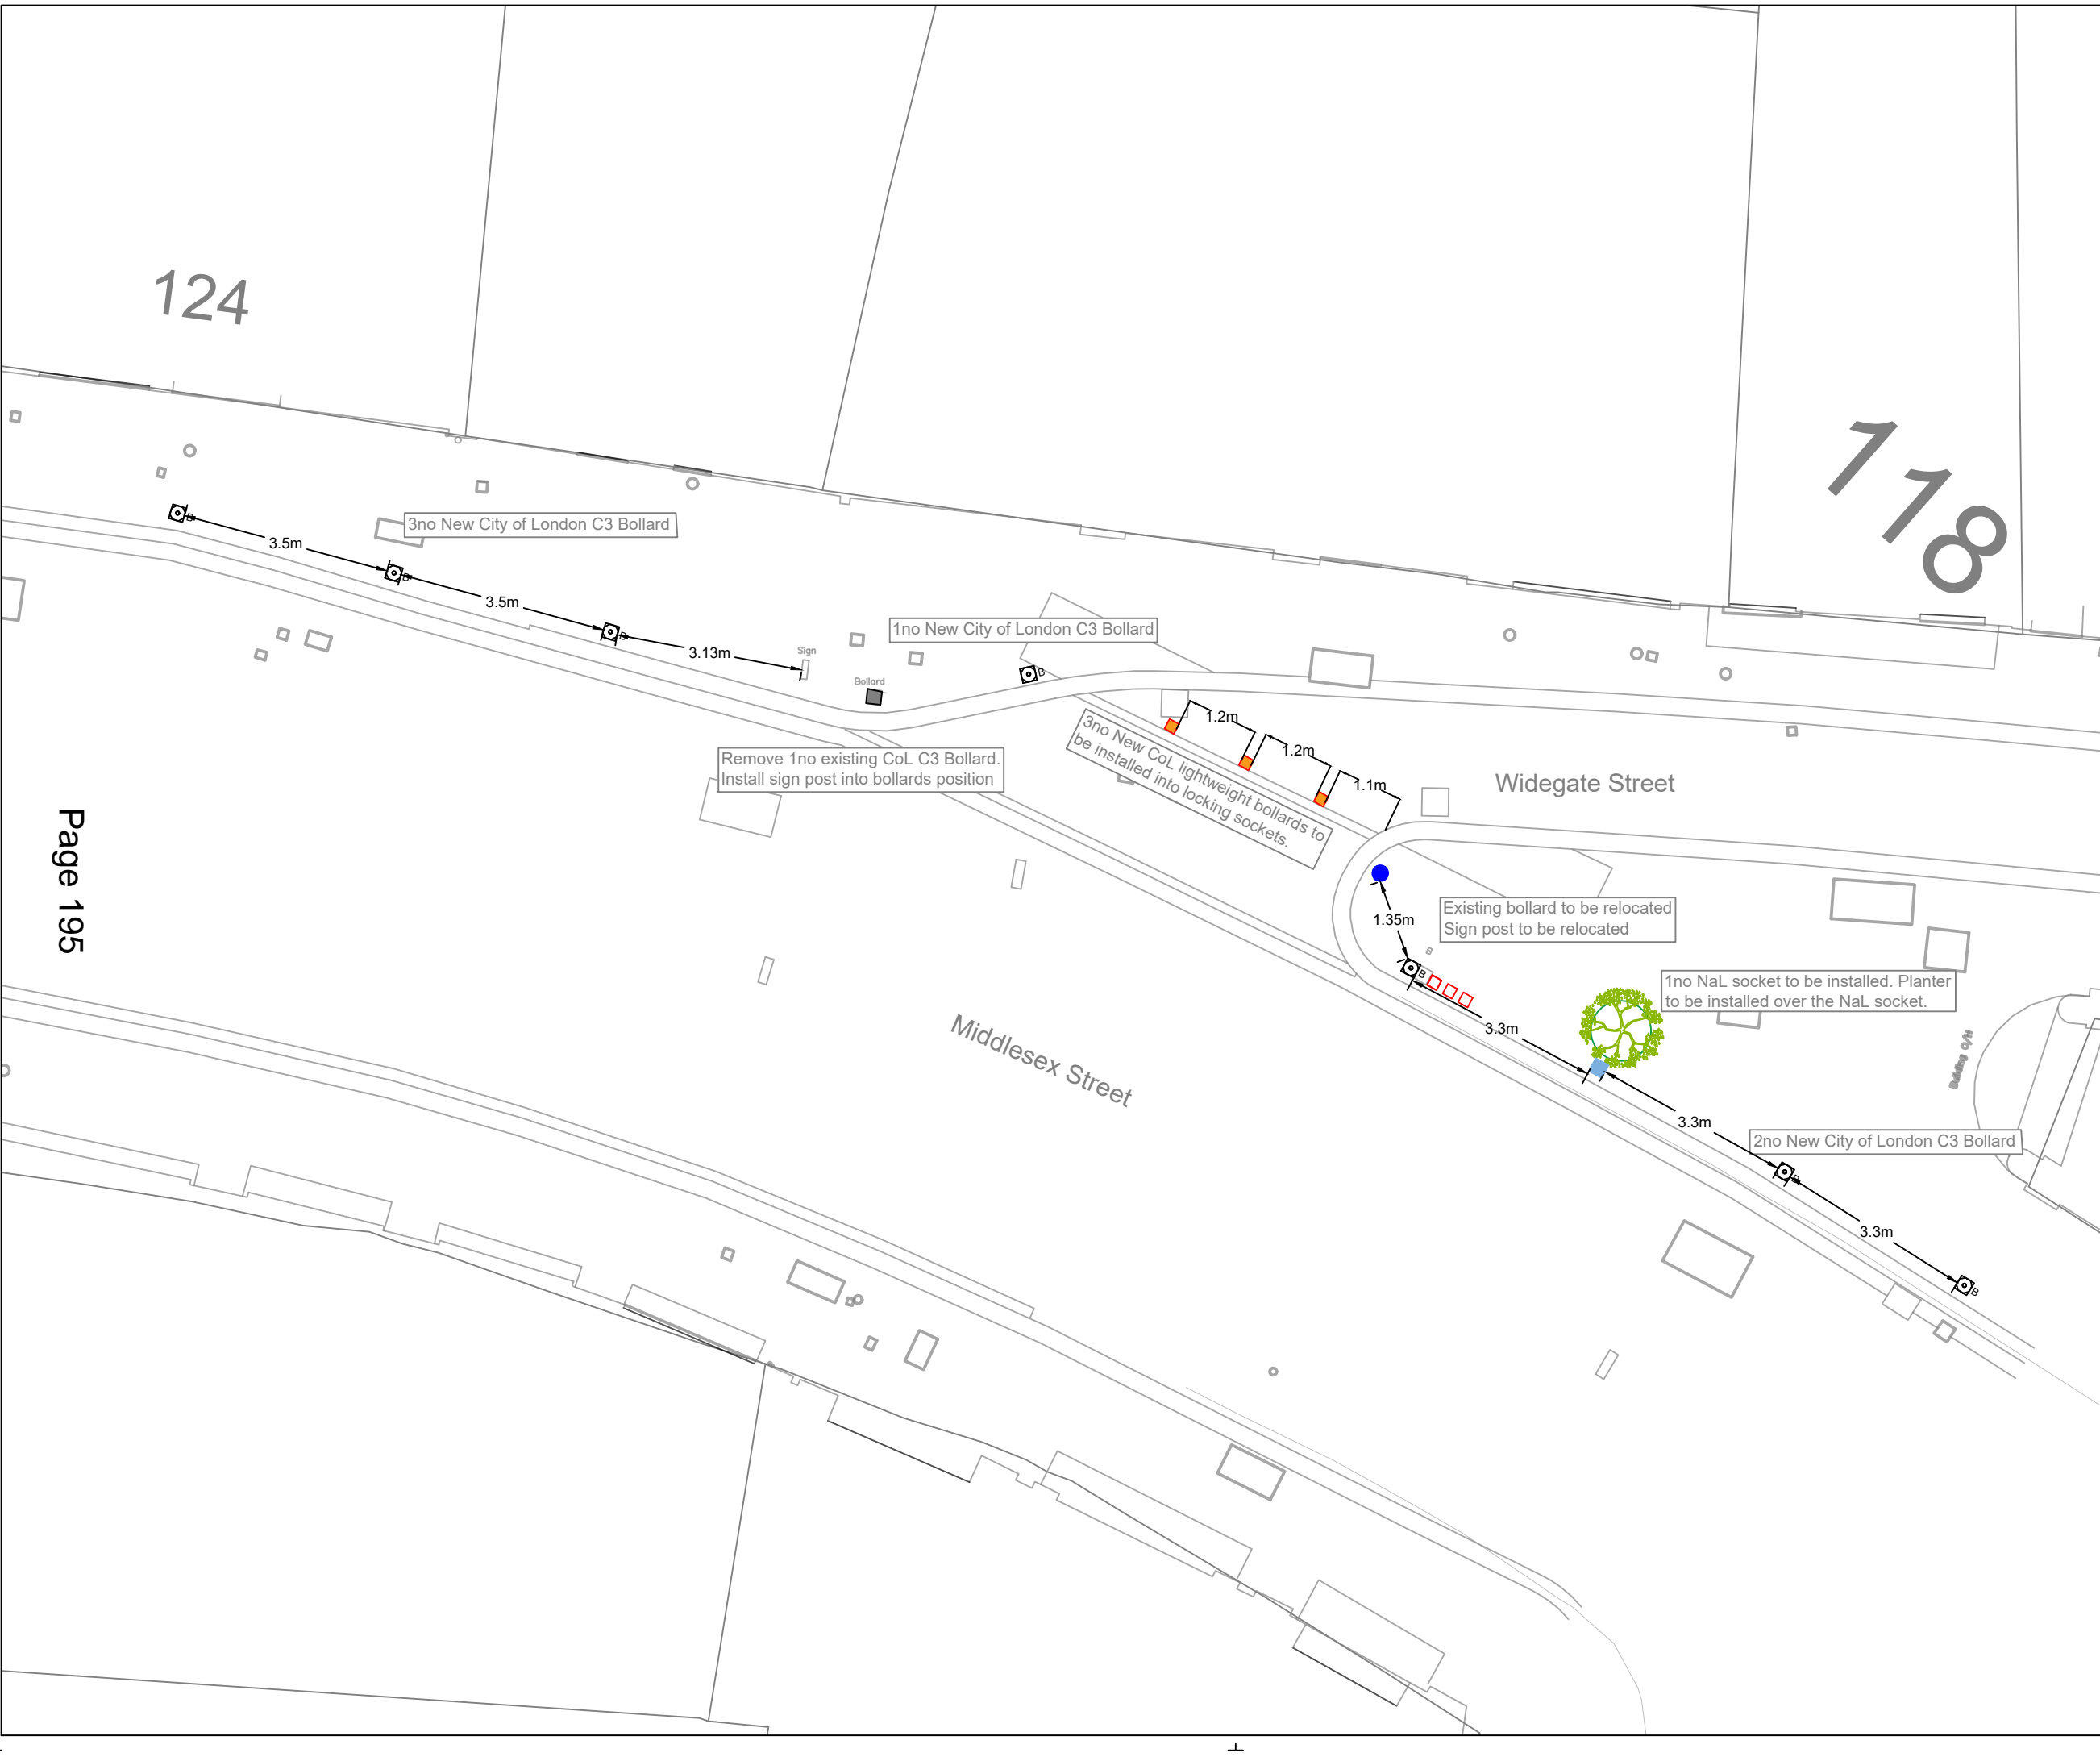 124
118
3no New City of London C3 Bollard
3.5m
B
B
3.5m
B
3.13m
Sign
Bollard
1no New City of London C3 Bollard
B
Remove 1no existing CoL C3 Bollard.
Install sign post into bollards position
1.2m
1.2m
1.1m
3no New CoL lightweight bollards to
be installed into locking sockets.
Widegate Street
1.35m
Existing bollard to be relocated
Sign post to be relocated
B
B
1no NaL socket to be installed. Planter
to be installed over the NaL socket.
3.3m
Building O/H
3.3m
2no New City of London C3 Bollard
B
3.3m
B
Middlesex Street
Page 195